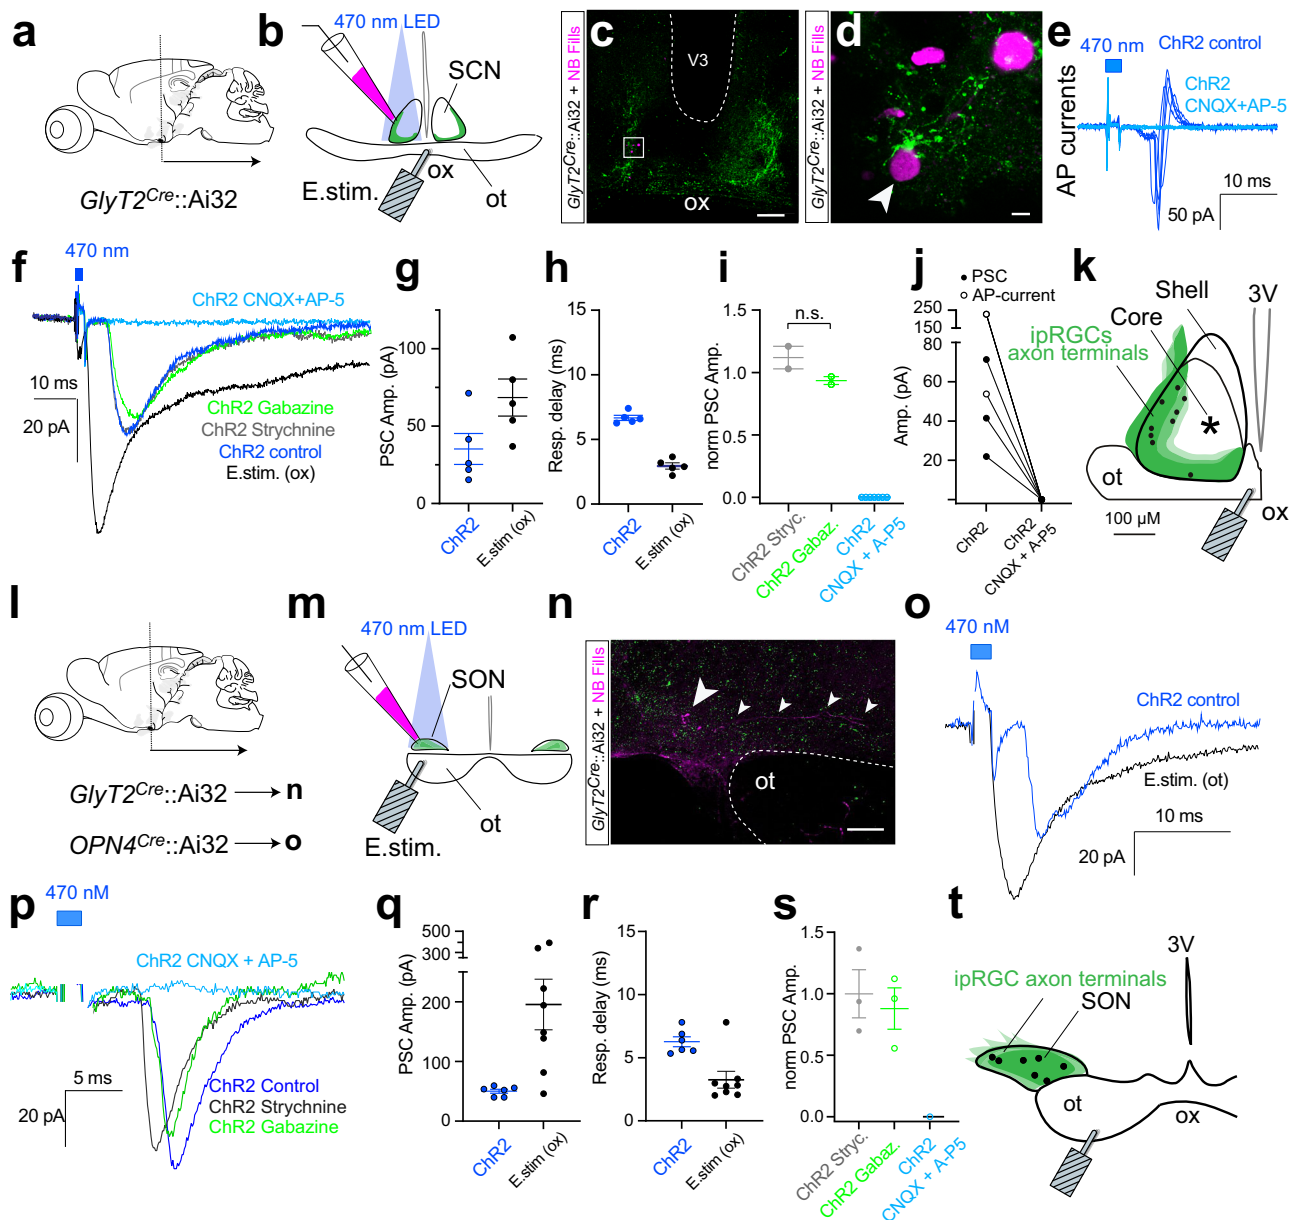 a
GlyT2Cre::Ai32
b
470 nm LED
SCN
E.stim.
ox
ot
c
GlyT2Cre::Ai32 + NB Fills
V3
ox
d
GlyT2Cre::Ai32 + NB Fills
e
AP currents
470 nm
ChR2 control
ChR2
CNQX+AP-5
10 ms
50 pA
f
470 nm
ChR2 CNQX+AP-5
10 ms
20 pA
ChR2 Gabazine
ChR2 Strychnine
ChR2 control
E.stim. (ox)
g
PSC Amp. (pA)
100
50
0
ChR2
E.stim (ox)
h
Resp. delay (ms)
15
10
5
0
ChR2
E.stim (ox)
i
norm PSC Amp.
1.5
1.0
0.5
0.0
n.s.
ChR2 Stryc.
ChR2 Gabaz.
ChR2
CNQX + A-P5
j
PSC
AP-current
Amp. (pA)
250
150
80
60
40
20
ChR2
ChR2
CNQX + A-P5
k
Shell
3V
Core
ipRGCs
axon terminals
*
ot
ox
100 µM
l
GlyT2Cre::Ai32 n
OPN4Cre::Ai32 o
m
470 nm LED
SON
ot
E.stim.
n
GlyT2Cre::Ai32 + NB Fills
ot
o
470 nM
ChR2 control
E.stim. (ot)
10 ms
20 pA
p
470 nM
ChR2 CNQX + AP-5
5 ms
20 pA
ChR2 Control
ChR2 Strychnine
ChR2 Gabazine
q
PSC Amp. (pA)
500
300
200
100
0
ChR2
E.stim (ox)
r
Resp. delay (ms)
15
10
5
0
ChR2
E.stim (ox)
s
norm PSC Amp.
1.5
1.0
0.5
0.0
ChR2 Stryc.
ChR2 Gabaz.
ChR2
CNQX + A-P5
t
3V
ipRGC axon terminals
SON
ot
ox